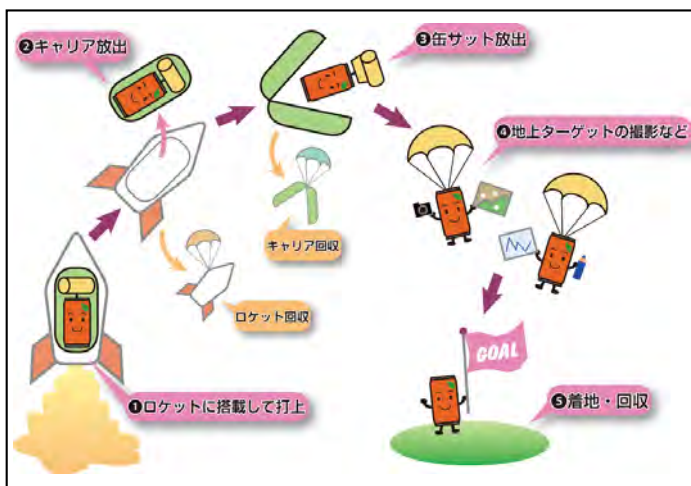 ❶ロケットに搭載して打上
❷キャリア放出
ロケット回収
❸缶サット放出
キャリア回収
❹地上ターゲットの撮影など
GOAL
❺着地・回収